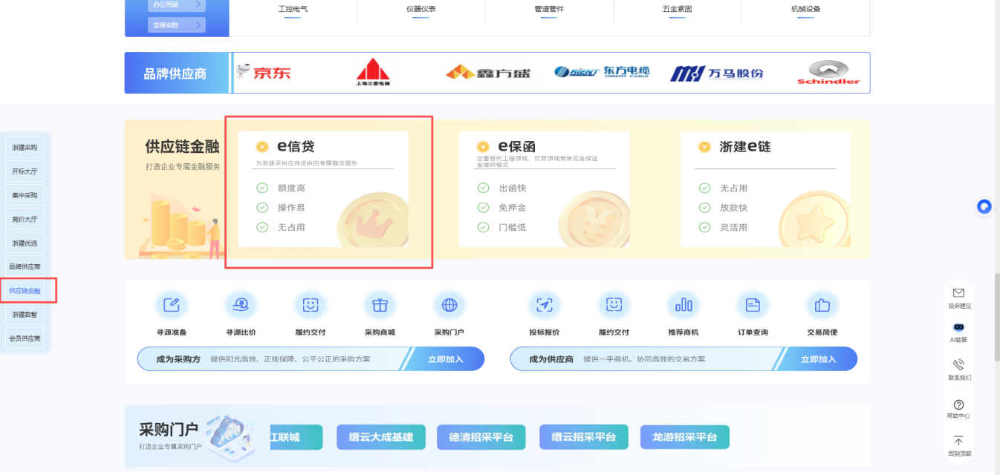 办公用品
劳保安防
工控电气
仪器仪表
管道管件
五金紧固
机械设备
品牌供应商
京东
上海三菱电梯
鑫方盛
ORIENT 东方电缆
ORIENT CABLE
万马股份
Schindler
浙建采购
开标大厅
集中采购
竞价大厅
浙建优选
品牌供应商
供应链金融
浙建数智
会员供应商
供应链金融
打造企业专属金融服务
e信贷
为浙建采供应商提供的专属融资服务
额度高
操作易
无占用
e保函
全面替代工程领域、贸易领域传统现金保证
金缴纳模式
出函快
免押金
门槛低
浙建e链
无占用
放款快
灵活用
寻源准备
寻源比价
履约交付
采购商城
采购门户
投标报价
履约交付
推荐商机
订单查询
交易简便
成为采购方 提供阳光高效、正规保障、公平公正的采购方案 立即加入
成为供应商 提供一手商机、协同高效的交易方案 立即加入
采购门户
打造企业专属采购门户
工联城
缙云大成基建
德清招采平台
缙云招采平台
龙游招采平台
投诉建议
AI客服
联系我们
帮助中心
回到顶部